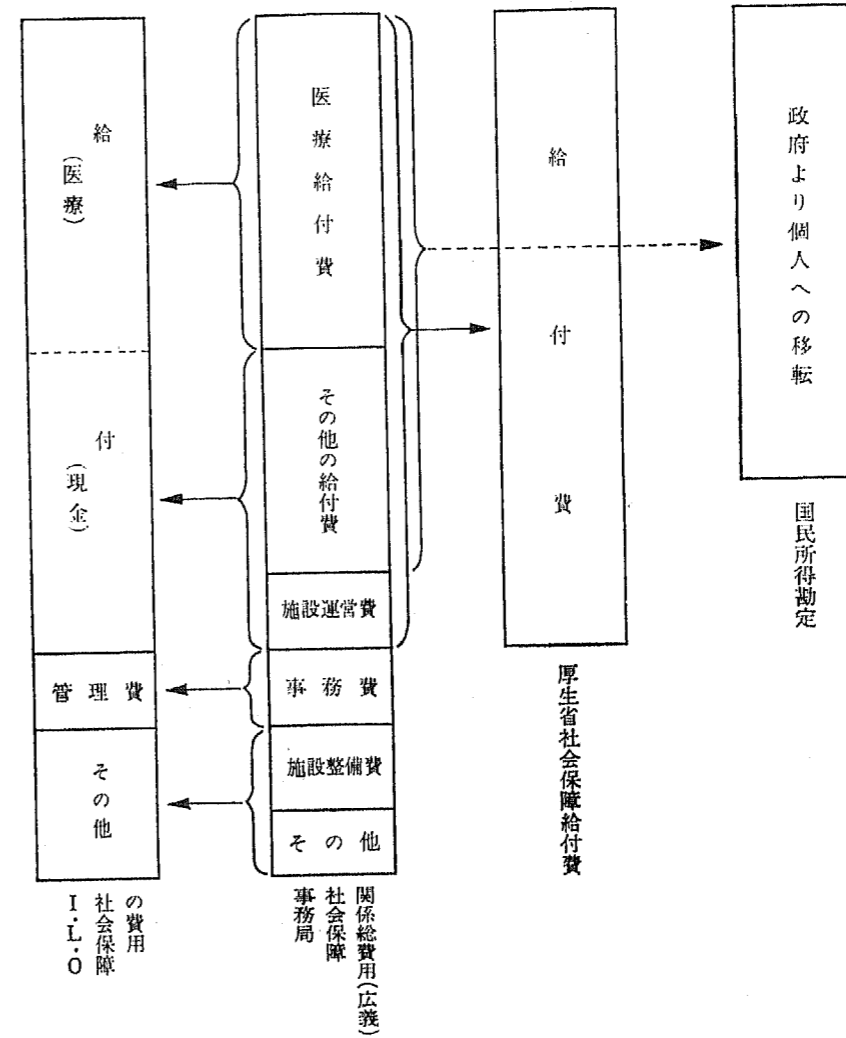 給
(医療)
付
(現金)
管理費
その他
I・L・O
社会保障
の費用
医療給付費
その他の給付費
施設運営費
事務費
施設整備費
その他
事務局
社会保障
関係総費用(広義)
給付費
厚生省社会保障給付費
政府より個人への移転
国民所得勘定